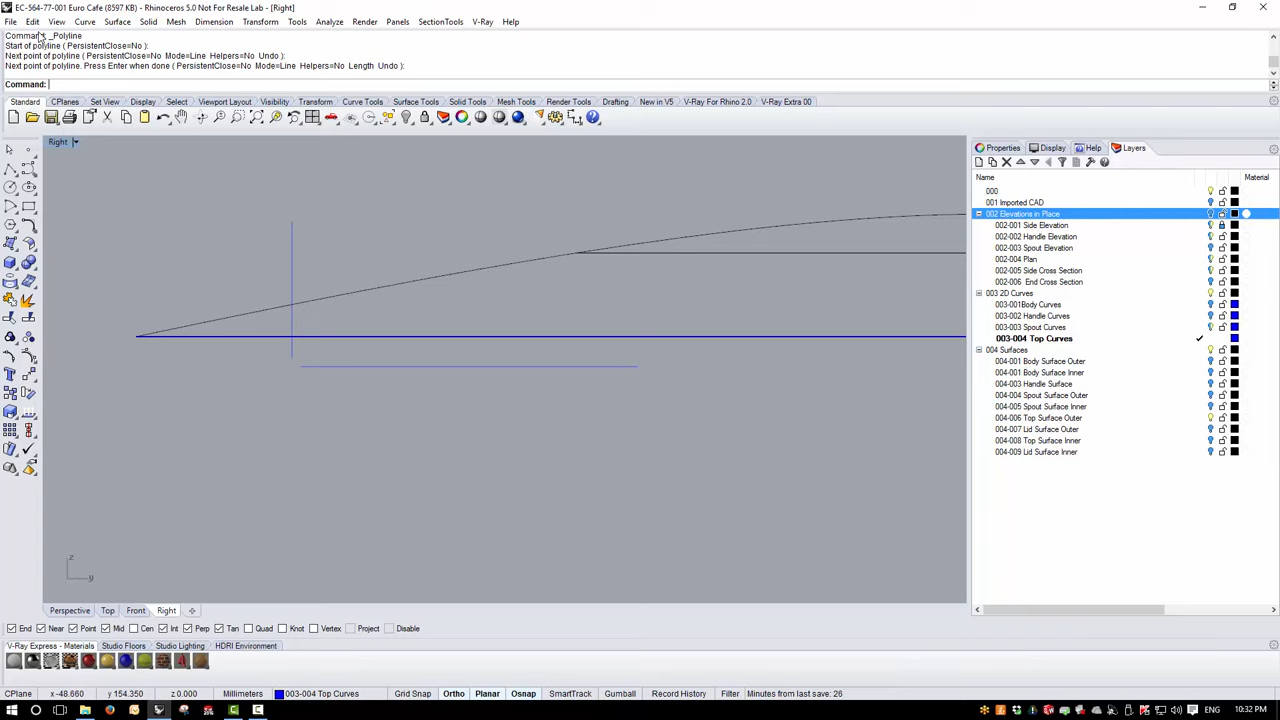 EC-564-77-001 Euro Cafe (8597 KB) - Rhinoceros 5.0 Not For Resale Lab - [Right]
File Edit View Curve Surface Solid Mesh Dimension Transform Tools Analyze Render Panels SectionTools V-Ray Help
Command: _Polyline
Start of polyline ( PersistentClose=No ):
Next point of polyline ( PersistentClose=No Mode=Line Helpers=No Undo ):
Next point of polyline. Press Enter when done ( PersistentClose=No Mode=Line Helpers=No Length Undo ):
Command:
Standard CPlanes Set View Display Select Viewport Layout Visibility Transform Curve Tools Surface Tools Solid Tools Mesh Tools Render Tools Drafting New in V5 V-Ray For Rhino 2.0 V-Ray Extra 00
Right
Properties Display Help Layers
Name Material
000
001 Imported CAD
002 Elevations in Place
002-001 Side Elevation
002-002 Handle Elevation
002-003 Spout Elevation
002-004 Plan
002-005 Side Cross Section
002-006 End Cross Section
003 2D Curves
003-001Body Curves
003-002 Handle Curves
003-003 Spout Curves
003-004 Top Curves
004 Surfaces
004-001 Body Surface Outer
004-001 Body Surface Inner
004-003 Handle Surface
004-004 Spout Surface Outer
004-005 Spout Surface Inner
004-006 Top Surface Outer
004-007 Lid Surface Outer
004-008 Top Surface Inner
004-009 Lid Surface Inner
z
y
Perspective Top Front Right
End Near Point Mid Cen Int Perp Tan Quad Knot Vertex Project Disable
V-Ray Express - Materials Studio Floors Studio Lighting HDRI Environment
CPlane x -48.660 y 154.350 z 0.000 Millimeters 003-004 Top Curves Grid Snap Ortho Planar Osnap SmartTrack Gumball Record History Filter Minutes from last save: 26
ENG 10:32 PM